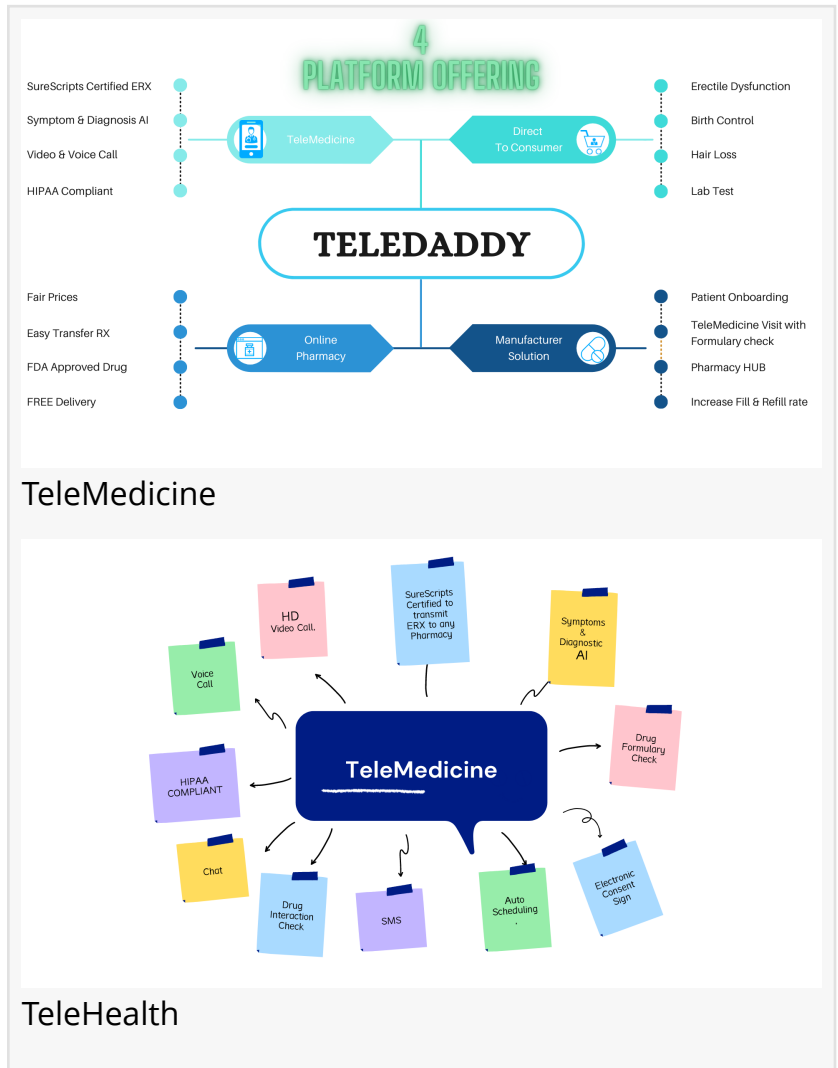 4
PLATFORM OFFERING
SureScripts Certified ERX
Symptom & Diagnosis AI
Video & Voice Call
HIPAA Compliant
TeleMedicine
Direct
To Consumer
Erectile Dysfunction
Birth Control
Hair Loss
Lab Test
TELEDADDY
Fair Prices
Easy Transfer RX
FDA Approved Drug
FREE Delivery
Online
Pharmacy
Manufacturer
Solution
Patient Onboarding
TeleMedicine Visit with
Formulary check
Pharmacy HUB
Increase Fill & Refill rate
TeleMedicine
HD
Video Call.
SureScripts
Certified to
transmit
ERX to any
Pharmacy
Symptoms
&
Diagnostic
AI
Voice
Call
Drug
Formulary
Check
HIPAA
COMPLIANT
TeleMedicine
Chat
Drug
Interaction
Check
SMS
Auto
Scheduling
.
Electronic
Consent
Sign
TeleHealth